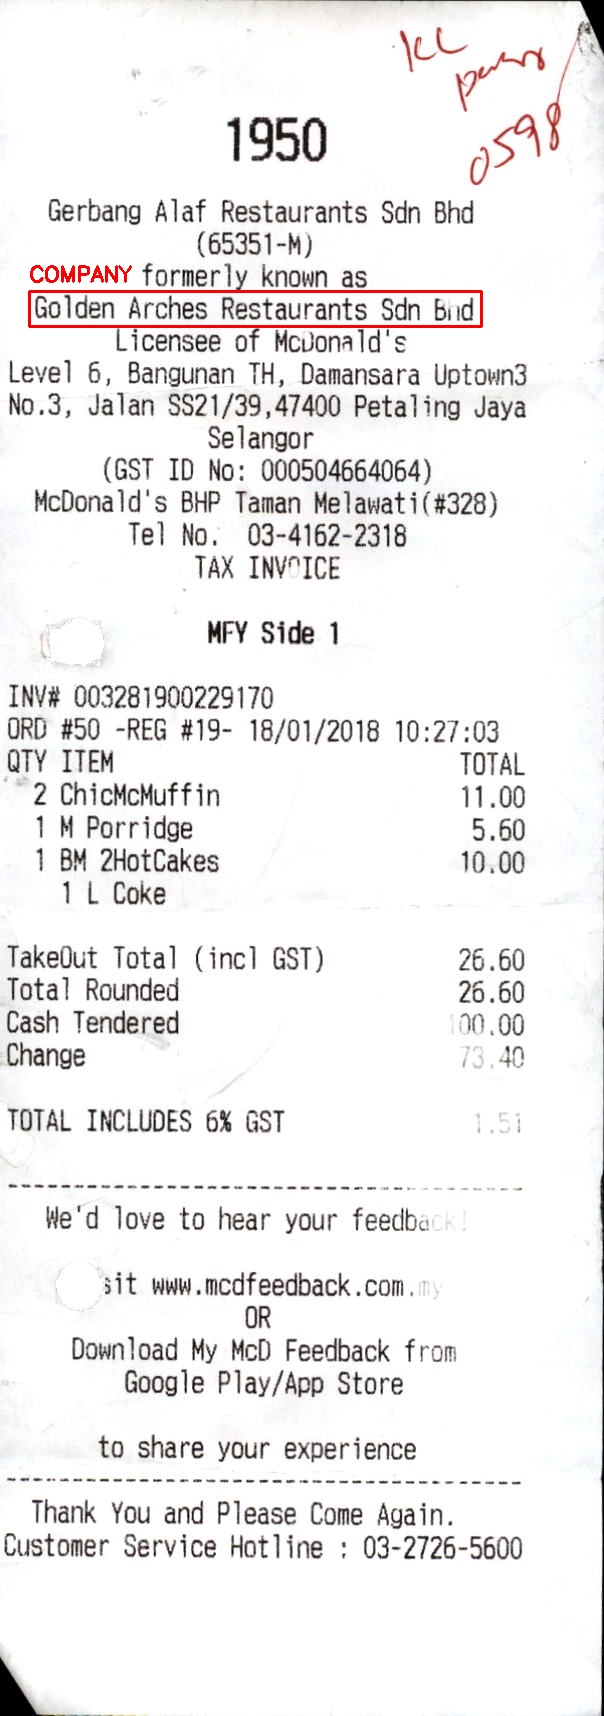 KL
0598
1950
Gerbang Alaf Restaurants Sdn Bhd
(65351-M)
COMPANY formerly known as
Golden Arches Restaurants Sdn Bhd
Licensee of McDonald's
Level 6, Bangunan TH, Damansara Uptown3
No.3, Jalan SS21/39,47400 Petaling Jaya
Selangor
(GST ID No: 000504664064)
McDonald's BHP Taman Melawati(#328)
Tel No. 03-4162-2318
TAX INVOICE
MFY Side 1
INV# 003281900229170
ORD #50 -REG #19- 18/01/2018 10:27:03
QTY ITEM TOTAL
2 ChicMcMuffin 11.00
1 M Porridge 5.60
1 BM 2HotCakes 10.00
1 L Coke
TakeOut Total (incl GST) 26.60
Total Rounded 26.60
Cash Tendered 100.00
Change 73.40
TOTAL INCLUDES 6% GST 1.51
We'd love to hear your feedback!
sit www.mcdfeedback.com.my
OR
Download My McD Feedback from
Google Play/App Store
to share your experience
Thank You and Please Come Again.
Customer Service Hotline : 03-2726-5600